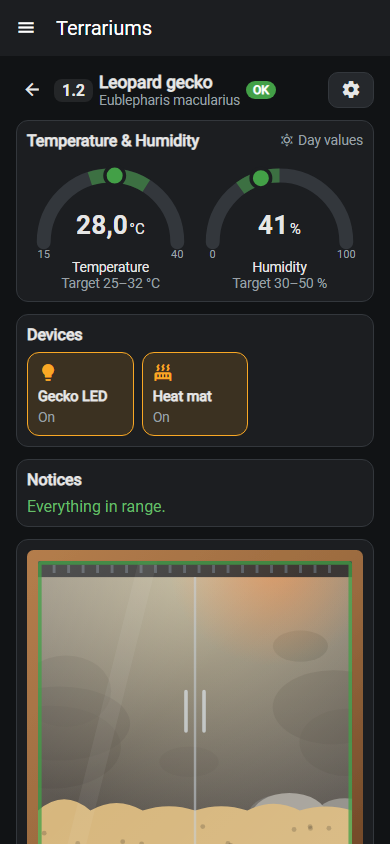 Terrariums
1.2
Leopard gecko
OK
Eublepharis macularius
Temperature & Humidity
Day values
28,0 °C
15
40
Temperature
Target 25–32 °C
41 %
0
100
Humidity
Target 30–50 %
Devices
Gecko LED
On
Heat mat
On
Notices
Everything in range.